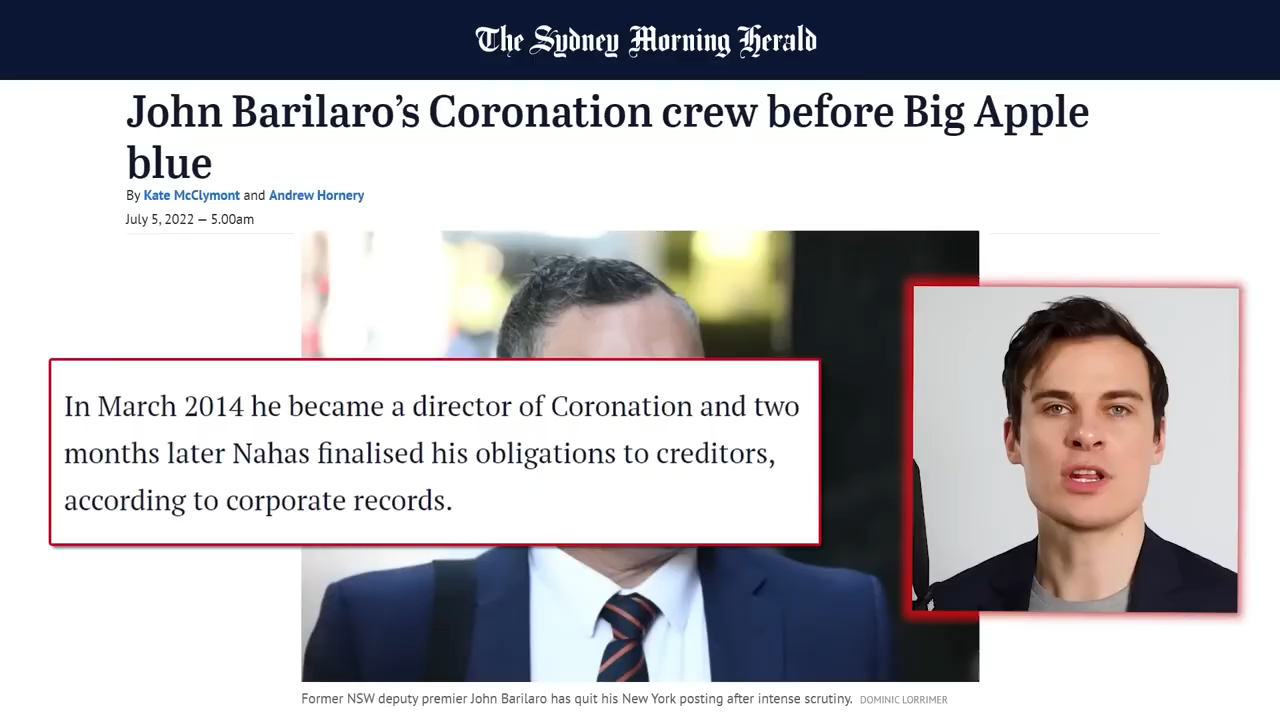 The Sydney Morning Herald
John Barilaro’s Coronation crew before Big Apple
blue
By Kate McClymont and Andrew Hornery
July 5, 2022 — 5.00am
In March 2014 he became a director of Coronation and two
months later Nahas finalised his obligations to creditors,
according to corporate records.
Former NSW deputy premier John Barilaro has quit his New York posting after intense scrutiny. DOMINIC LORRIMER